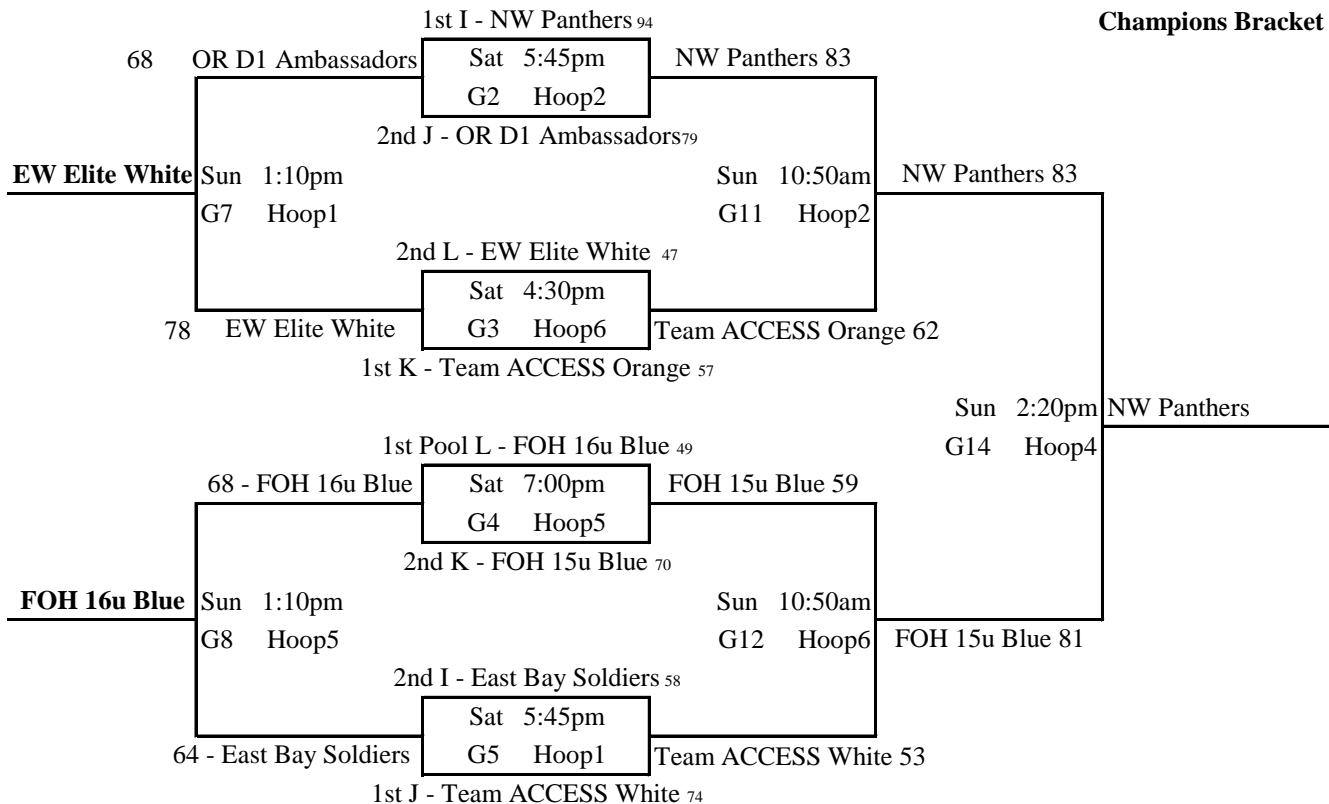 1st I - NW Panthers 94
Champions Bracket
68 OR D1 Ambassadors
Sat 5:45pm
NW Panthers 83
G2 Hoop2
2nd J - OR D1 Ambassadors79
EW Elite White
Sun 1:10pm
Sun 10:50am
NW Panthers 83
G7 Hoop1
G11 Hoop2
2nd L - EW Elite White 47
Sat 4:30pm
78 EW Elite White
G3 Hoop6
Team ACCESS Orange 62
1st K - Team ACCESS Orange 57
Sun 2:20pm
NW Panthers
G14 Hoop4
1st Pool L - FOH 16u Blue 49
68 - FOH 16u Blue
Sat 7:00pm
FOH 15u Blue 59
G4 Hoop5
2nd K - FOH 15u Blue 70
FOH 16u Blue
Sun 1:10pm
Sun 10:50am
G8 Hoop5
G12 Hoop6
FOH 15u Blue 81
2nd I - East Bay Soldiers 58
Sat 5:45pm
64 - East Bay Soldiers
G5 Hoop1
Team ACCESS White 53
1st J - Team ACCESS White 74